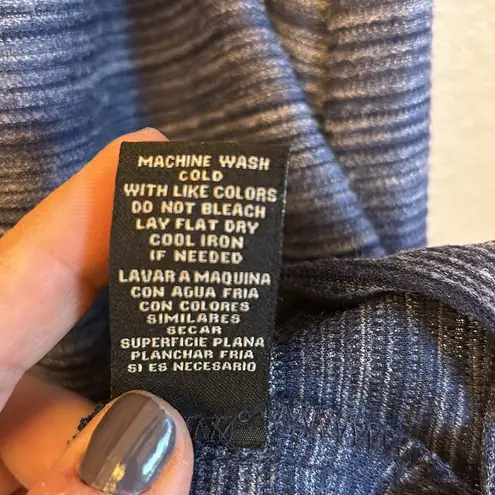 MACHINE WASH
COLD
WITH LIKE COLORS
DO NOT BLEACH
LAY FLAT DRY
COOL IRON
IF NEEDED
LAVAR A MAQUINA
CON AGUA FRIA
CON COLORES
SIMILARES
SECAR
SUPERFICIE PLANA
PLANCHAR FRIA
SI ES NECESARIO